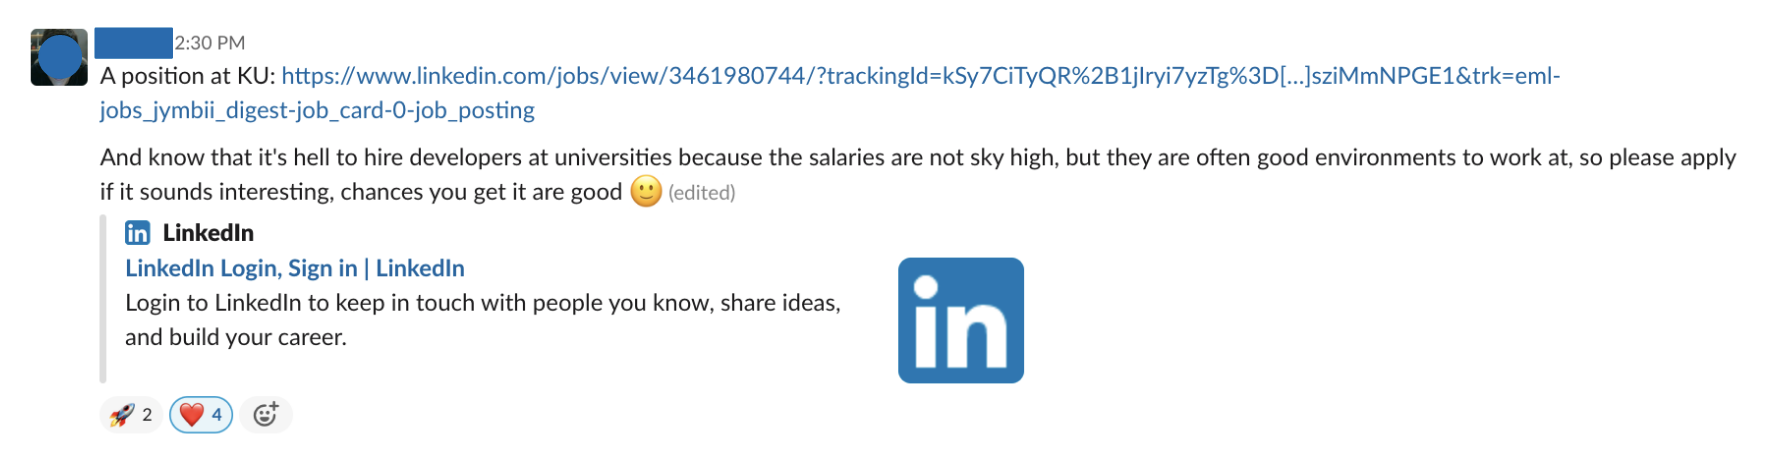 2:30 PM
A position at KU: https://www.linkedin.com/jobs/view/3461980744/?trackingId=kSy7CiTyQR%2B1jIryi7yzTg%3D[...]sziMmNPGE1&trk=eml-
jobs_jymbii_digest-job_card-0-job_posting
And know that it's hell to hire developers at universities because the salaries are not sky high, but they are often good environments to work at, so please apply
if it sounds interesting, chances you get it are good 🙂 (edited)
in LinkedIn
LinkedIn Login, Sign in | LinkedIn
Login to LinkedIn to keep in touch with people you know, share ideas,
and build your career.
in
🚀 2 ❤️ 4